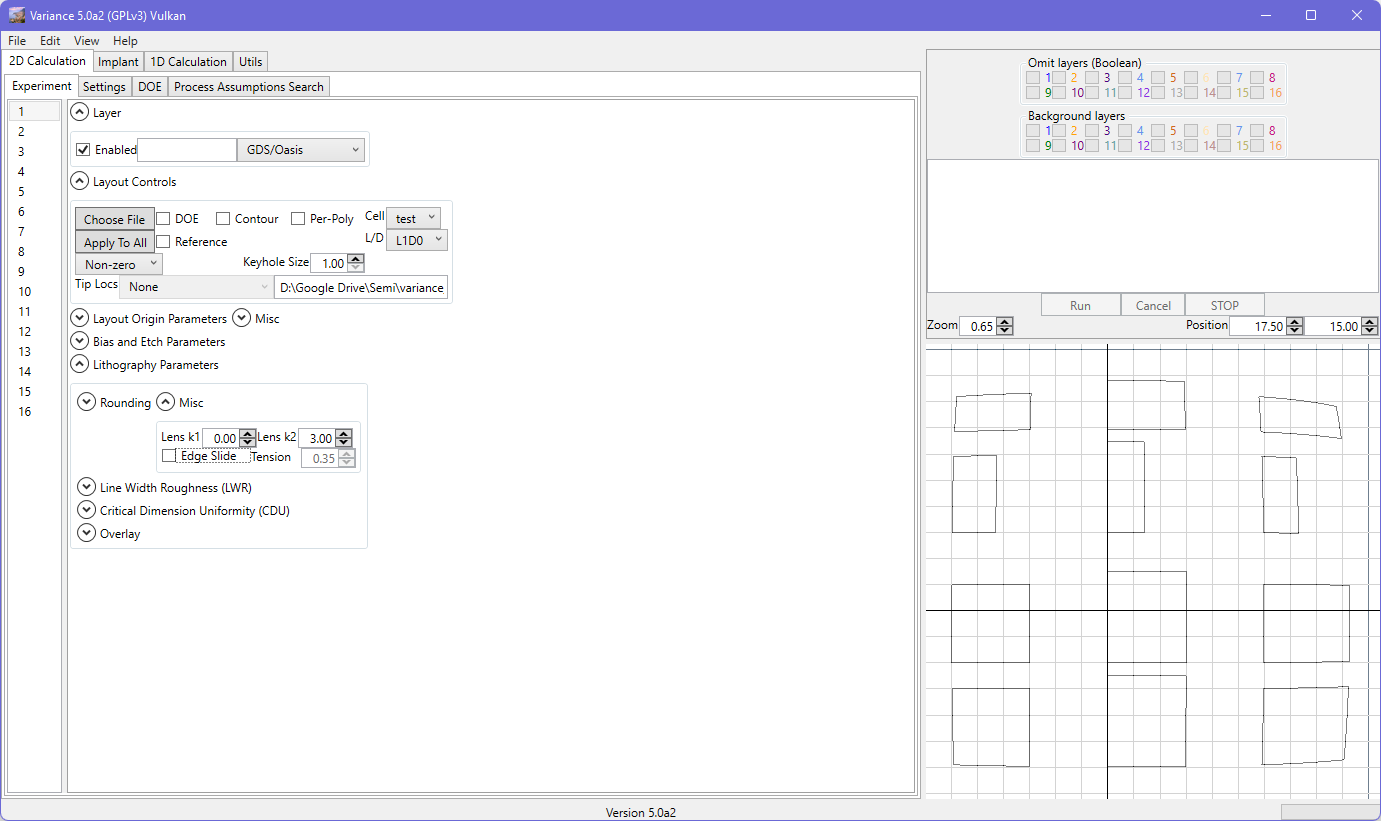 Variance 5.0a2 (GPLv3) Vulkan
File Edit View Help
2D Calculation Implant 1D Calculation Utils
Experiment Settings DOE Process Assumptions Search
1
2
3
4
5
6
7
8
9
10
11
12
13
14
15
16
Layer
Enabled GDS/Oasis
Layout Controls
Choose File DOE Contour Per-Poly Cell test
Apply To All Reference L/D L1D0
Non-zero Keyhole Size 1.00
Tip Locs None D:\Google Drive\Semi\variance
Layout Origin Parameters Misc
Bias and Etch Parameters
Lithography Parameters
Rounding Misc
Lens k1 0.00 Lens k2 3.00
Edge Slide Tension 0.35
Line Width Roughness (LWR)
Critical Dimension Uniformity (CDU)
Overlay
Omit layers (Boolean)
1 2 3 4 5 6 7 8
9 10 11 12 13 14 15 16
Background layers
1 2 3 4 5 6 7 8
9 10 11 12 13 14 15 16
Run Cancel STOP
Zoom 0.65 Position 17.50 15.00
Version 5.0a2